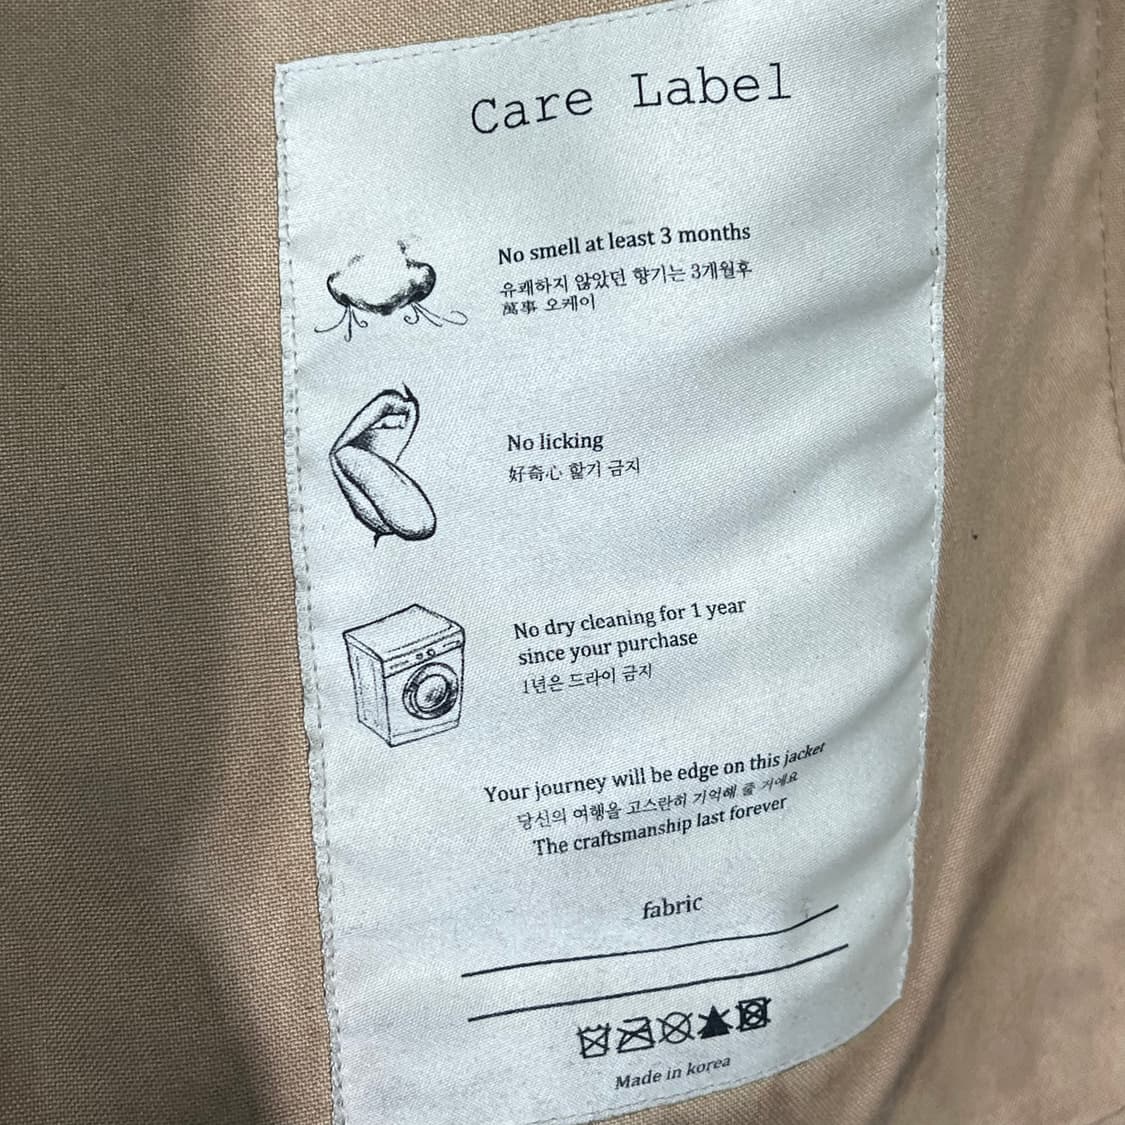 Care Label
No smell at least 3 months
유쾌하지 않았던 향기는 3개월후
萬事 오케이
No licking
好奇心 핥기 금지
No dry cleaning for 1 year
since your purchase
1년은 드라이 금지
Your journey will be edge on this jacket
당신의 여행을 고스란히 기억해 줄 거에요
The craftsmanship last forever
fabric
Made in korea